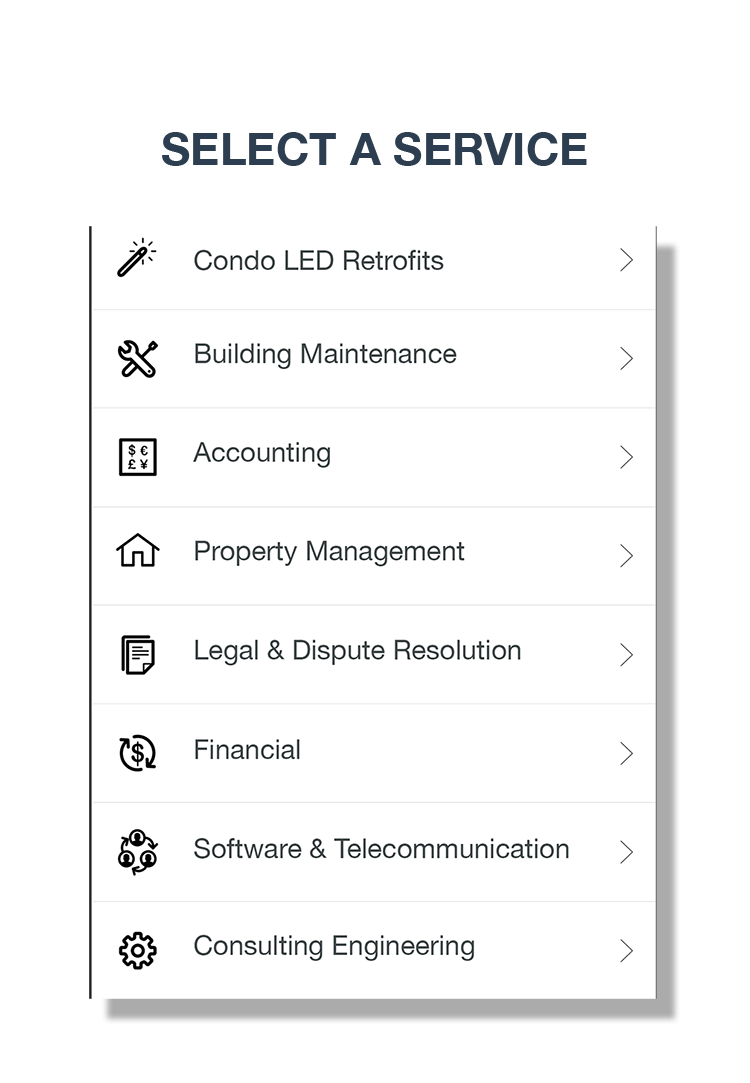 SELECT A SERVICE
Condo LED Retrofits
Building Maintenance
$ €
£ ¥
Accounting
Property Management
Legal & Dispute Resolution
$
Financial
Software & Telecommunication
Consulting Engineering